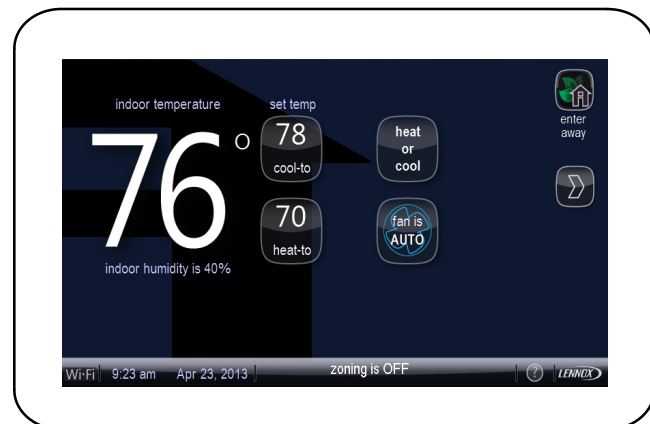 indoor temperature
set temp
76°
78
cool-to
heat
or
cool
enter
away
70
heat-to
fan is
AUTO
indoor humidity is 40%
Wi-Fi 9:23 am Apr 23, 2013 zoning is OFF ? LENNOX